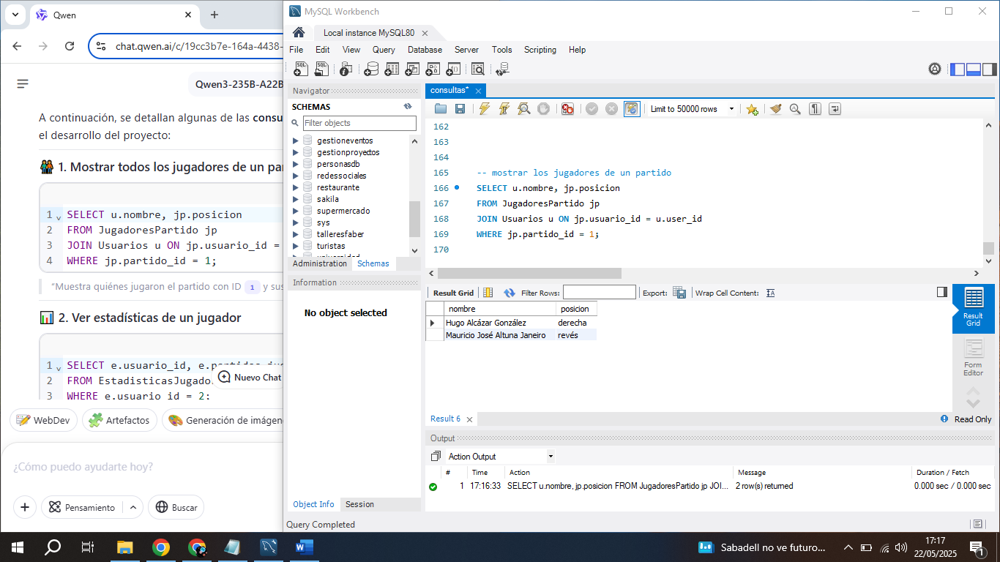 Qwen
chat.qwen.ai/c/19cc3b7e-164a-4438-
Qwen3-235B-A22B
A continuación, se detallan algunas de las consu
el desarrollo del proyecto:
1. Mostrar todos los jugadores de un par
1 SELECT u.nombre, jp.posicion
2 FROM JugadoresPartido jp
3 JOIN Usuarios u ON jp.usuario_id =
4 WHERE jp.partido_id = 1;
"Muestra quiénes jugaron el partido con ID 1 y sus
2. Ver estadísticas de un jugador
1 SELECT e.usuario_id, e.partidos_jug
2 FROM EstadisticasJugador
3 WHERE e.usuario_id = 2;
Nuevo Chat
WebDev
Artefactos
Generación de imágen
¿Cómo puedo ayudarte hoy?
Pensamiento
Buscar
MySQL Workbench
Local instance MySQL80
File Edit View Query Database Server Tools Scripting Help
Navigator
SCHEMAS
Filter objects
gestioneventos
gestionproyectos
personasdb
redessociales
restaurante
sakila
supermercado
sys
talleresfaber
turistas
universidad
Administration Schemas
Information
No object selected
Object Info Session
Query Completed
consultas*
Limit to 50000 rows
162
163
164
165 -- mostrar los jugadores de un partido
166 SELECT u.nombre, jp.posicion
167 FROM JugadoresPartido jp
168 JOIN Usuarios u ON jp.usuario_id = u.user_id
169 WHERE jp.partido_id = 1;
170
Result Grid Filter Rows: Export: Wrap Cell Content: IA
nombre posicion
Hugo Alcázar González derecha
Mauricio José Altuna Janeiro revés
Result
Grid
Form
Editor
Result 6
Read Only
Output
Action Output
# Time Action Message Duration / Fetch
1 17:16:33 SELECT u.nombre, jp.posicion FROM JugadoresPartido jp JOI... 2 row(s) returned 0.000 sec / 0.000 sec
Sabadell no ve futuro...
17:17
22/05/2025
1